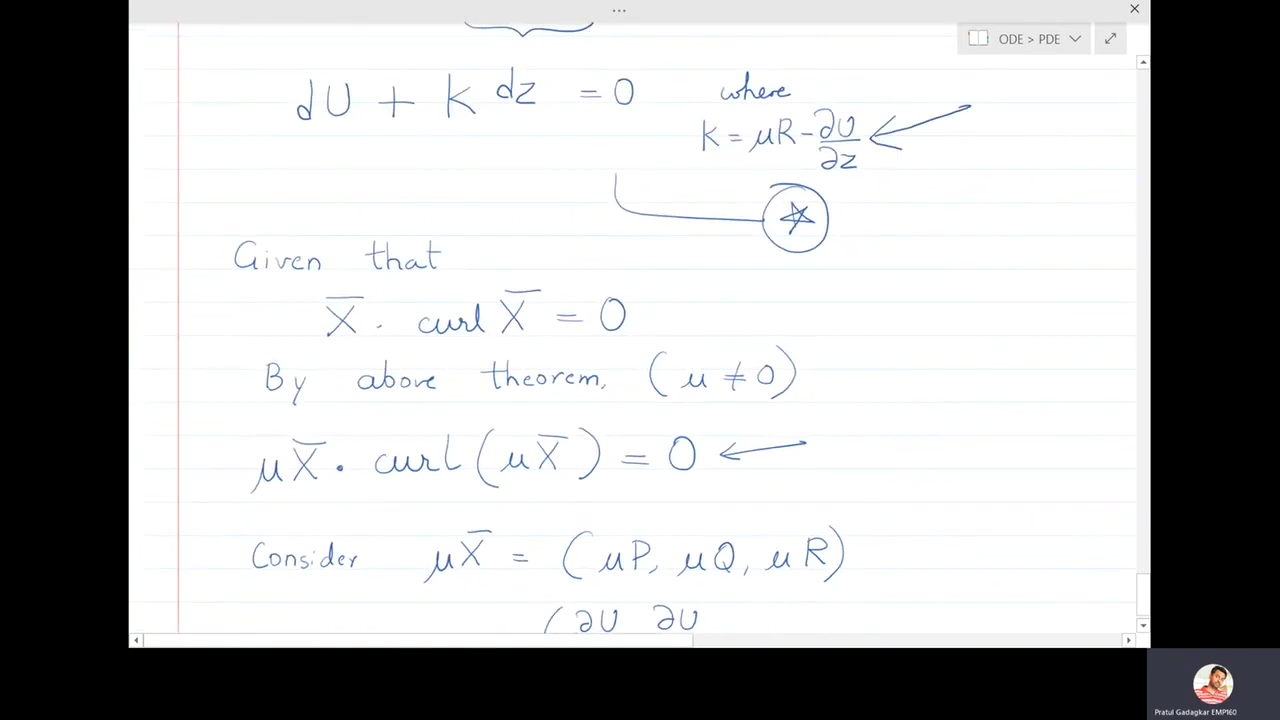 ODE > PDE
dU + K dz = 0 where
K = μR - ∂U/∂z
Given that
X̅ . curl X̅ = 0
By above theorem, (μ ≠ 0)
μX̅ . curl (μX̅) = 0
Consider μX̅ = (μP, μQ, μR)
(∂U ∂U
Pratul Gadagkar EMP160